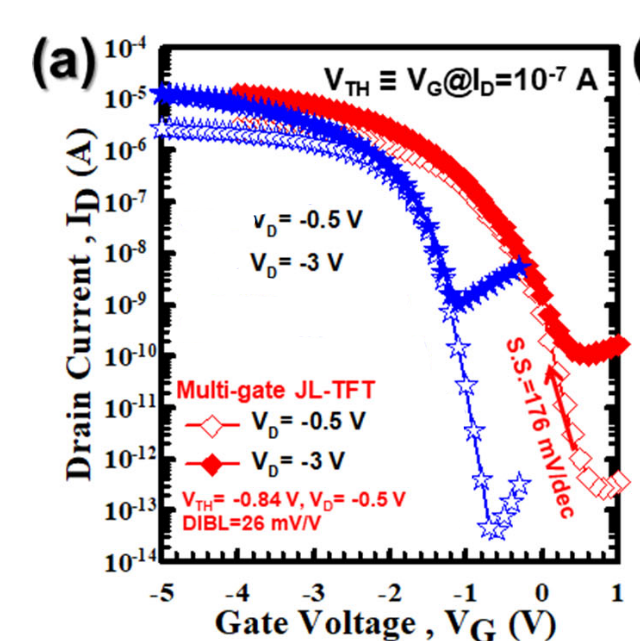 (a)
V_TH ≡ V_G@I_D=10^-7 A
10^-4
10^-5
10^-6
10^-7
10^-8
10^-9
10^-10
10^-11
10^-12
10^-13
10^-14
Drain Current , I_D (A)
V_D= -0.5 V
V_D= -3 V
S.S.=176 mV/dec
Multi-gate JL-TFT
V_D= -0.5 V
V_D= -3 V
V_TH= -0.84 V, V_D= -0.5 V
DIBL=26 mV/V
-5 -4 -3 -2 -1 0 1
Gate Voltage , V_G (V)